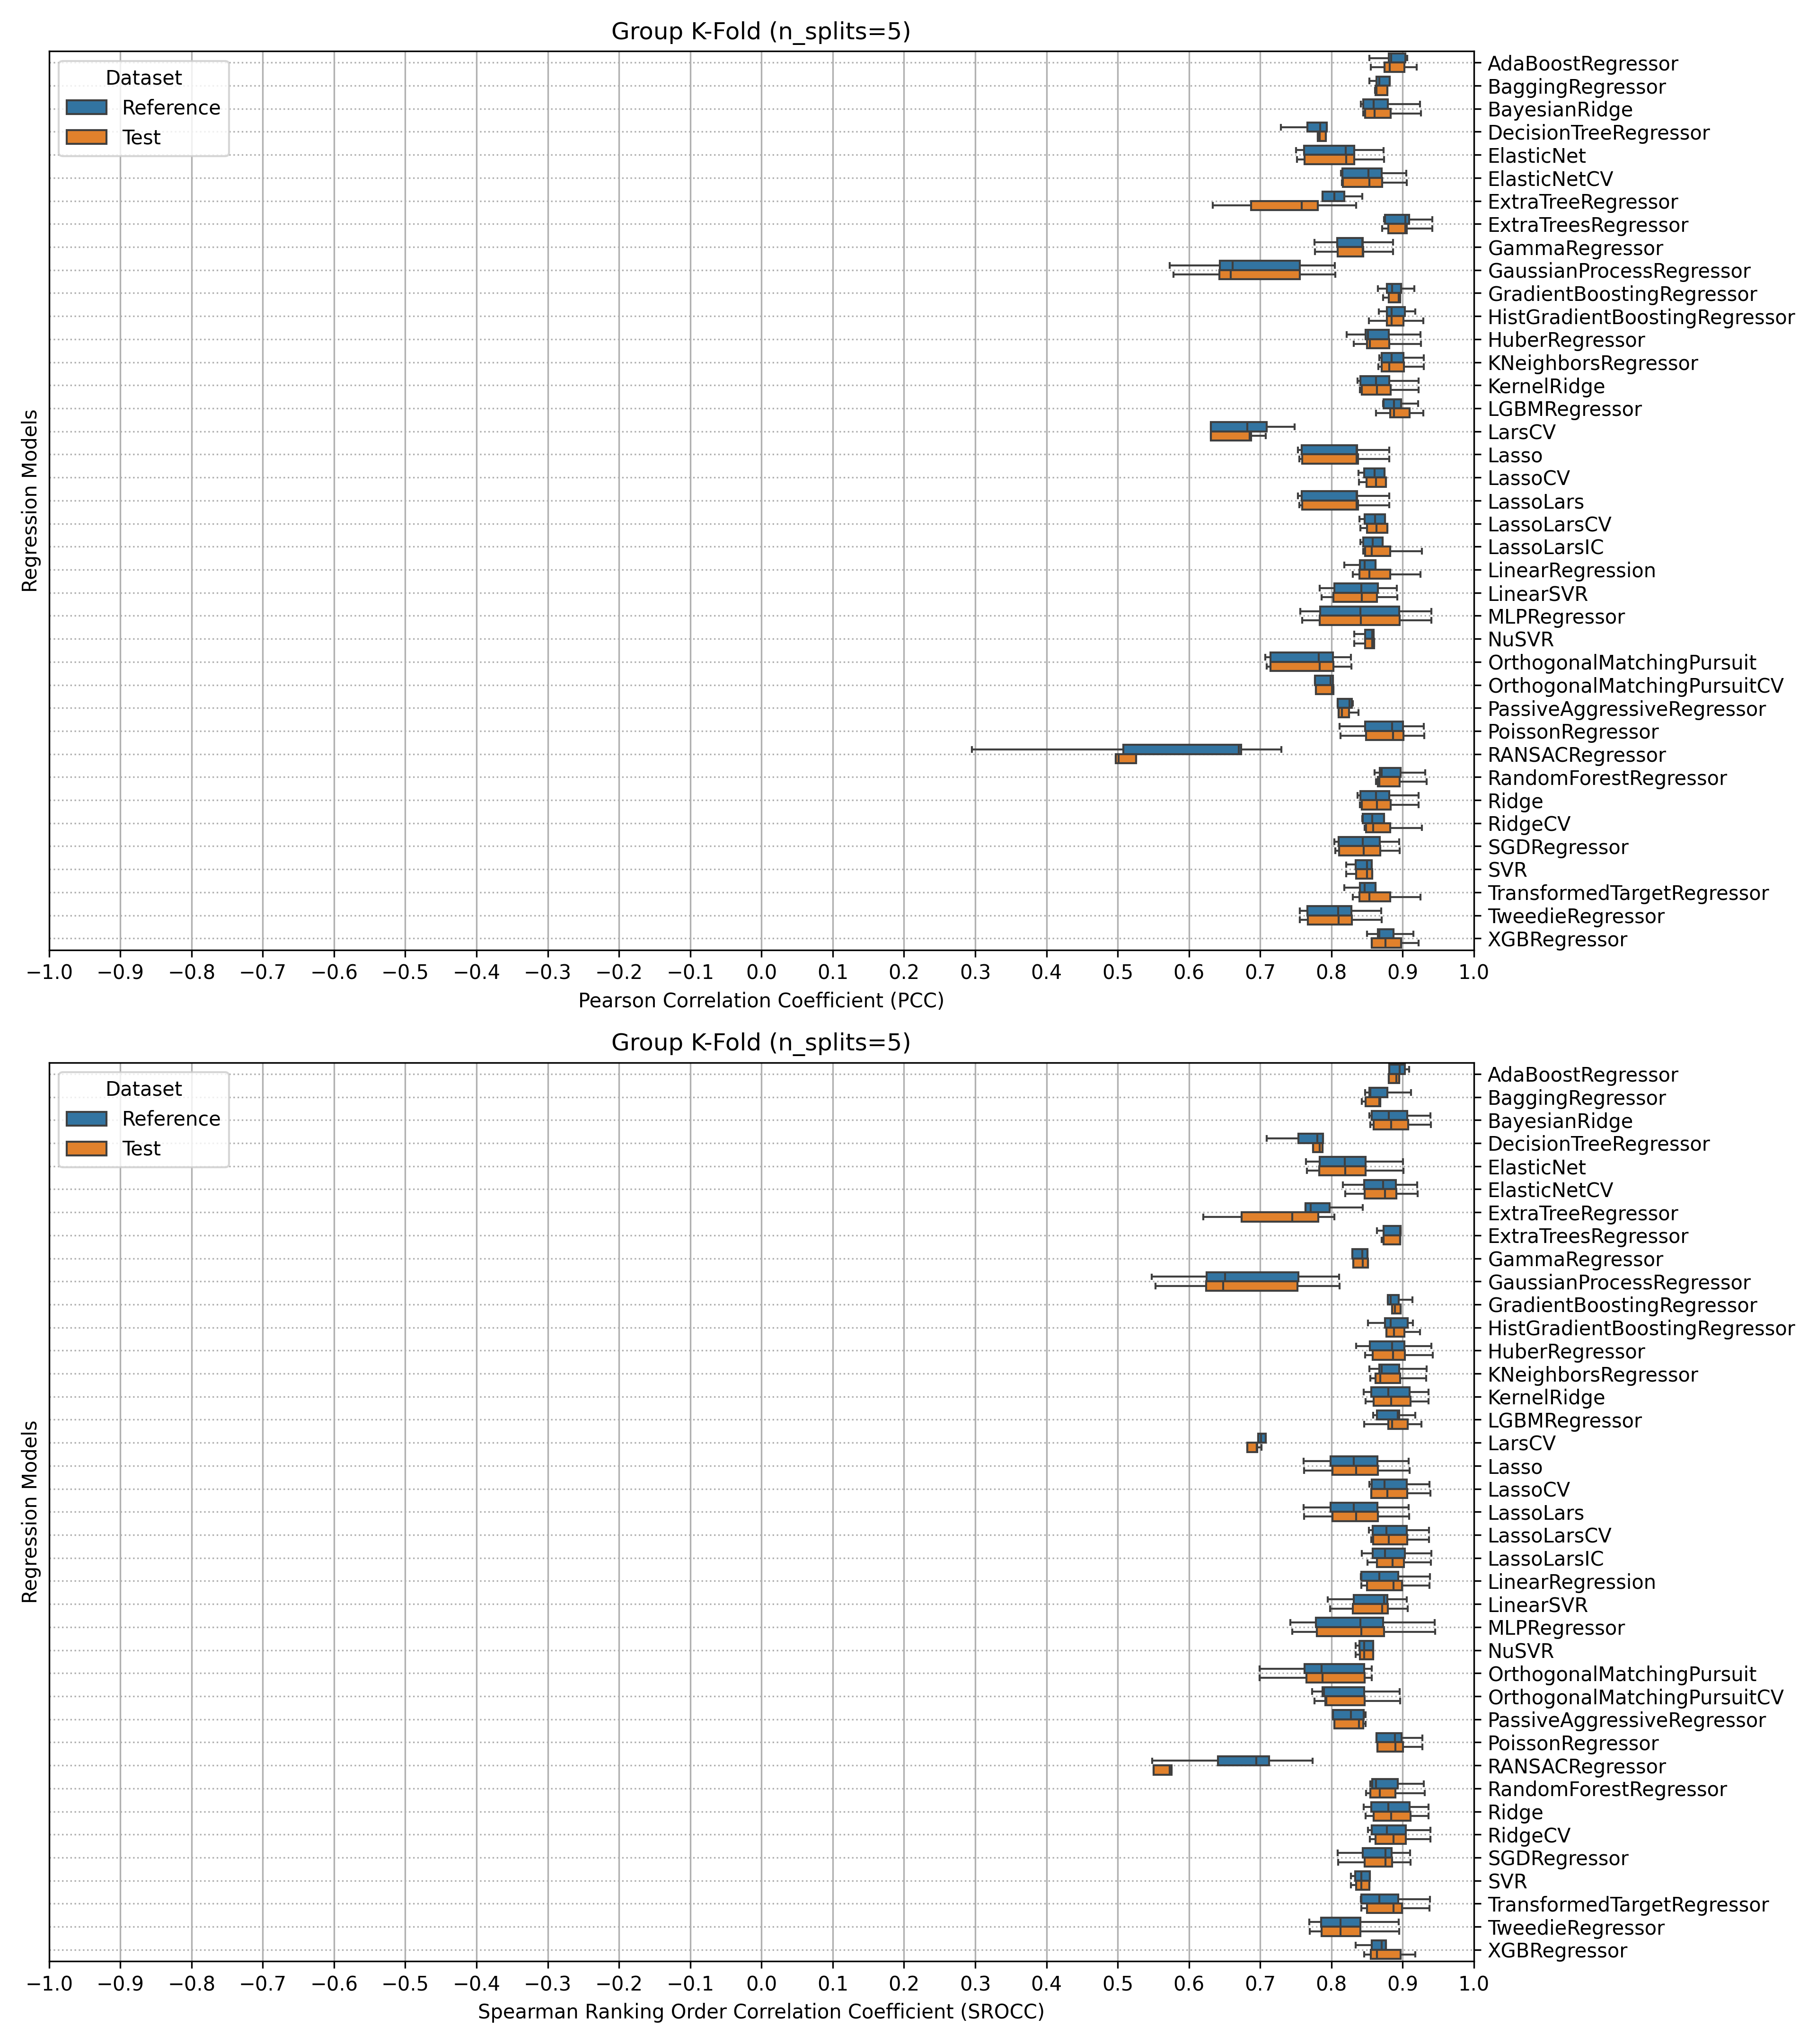 Group K-Fold (n_splits=5)
Dataset
Reference
Test
Regression Models
AdaBoostRegressor
BaggingRegressor
BayesianRidge
DecisionTreeRegressor
ElasticNet
ElasticNetCV
ExtraTreeRegressor
ExtraTreesRegressor
GammaRegressor
GaussianProcessRegressor
GradientBoostingRegressor
HistGradientBoostingRegressor
HuberRegressor
KNeighborsRegressor
KernelRidge
LGBMRegressor
LarsCV
Lasso
LassoCV
LassoLars
LassoLarsCV
LassoLarsIC
LinearRegression
LinearSVR
MLPRegressor
NuSVR
OrthogonalMatchingPursuit
OrthogonalMatchingPursuitCV
PassiveAggressiveRegressor
PoissonRegressor
RANSACRegressor
RandomForestRegressor
Ridge
RidgeCV
SGDRegressor
SVR
TransformedTargetRegressor
TweedieRegressor
XGBRegressor
−1.0 −0.9 −0.8 −0.7 −0.6 −0.5 −0.4 −0.3 −0.2 −0.1 0.0 0.1 0.2 0.3 0.4 0.5 0.6 0.7 0.8 0.9 1.0
Pearson Correlation Coefficient (PCC)
Group K-Fold (n_splits=5)
Dataset
Reference
Test
Regression Models
AdaBoostRegressor
BaggingRegressor
BayesianRidge
DecisionTreeRegressor
ElasticNet
ElasticNetCV
ExtraTreeRegressor
ExtraTreesRegressor
GammaRegressor
GaussianProcessRegressor
GradientBoostingRegressor
HistGradientBoostingRegressor
HuberRegressor
KNeighborsRegressor
KernelRidge
LGBMRegressor
LarsCV
Lasso
LassoCV
LassoLars
LassoLarsCV
LassoLarsIC
LinearRegression
LinearSVR
MLPRegressor
NuSVR
OrthogonalMatchingPursuit
OrthogonalMatchingPursuitCV
PassiveAggressiveRegressor
PoissonRegressor
RANSACRegressor
RandomForestRegressor
Ridge
RidgeCV
SGDRegressor
SVR
TransformedTargetRegressor
TweedieRegressor
XGBRegressor
−1.0 −0.9 −0.8 −0.7 −0.6 −0.5 −0.4 −0.3 −0.2 −0.1 0.0 0.1 0.2 0.3 0.4 0.5 0.6 0.7 0.8 0.9 1.0
Spearman Ranking Order Correlation Coefficient (SROCC)